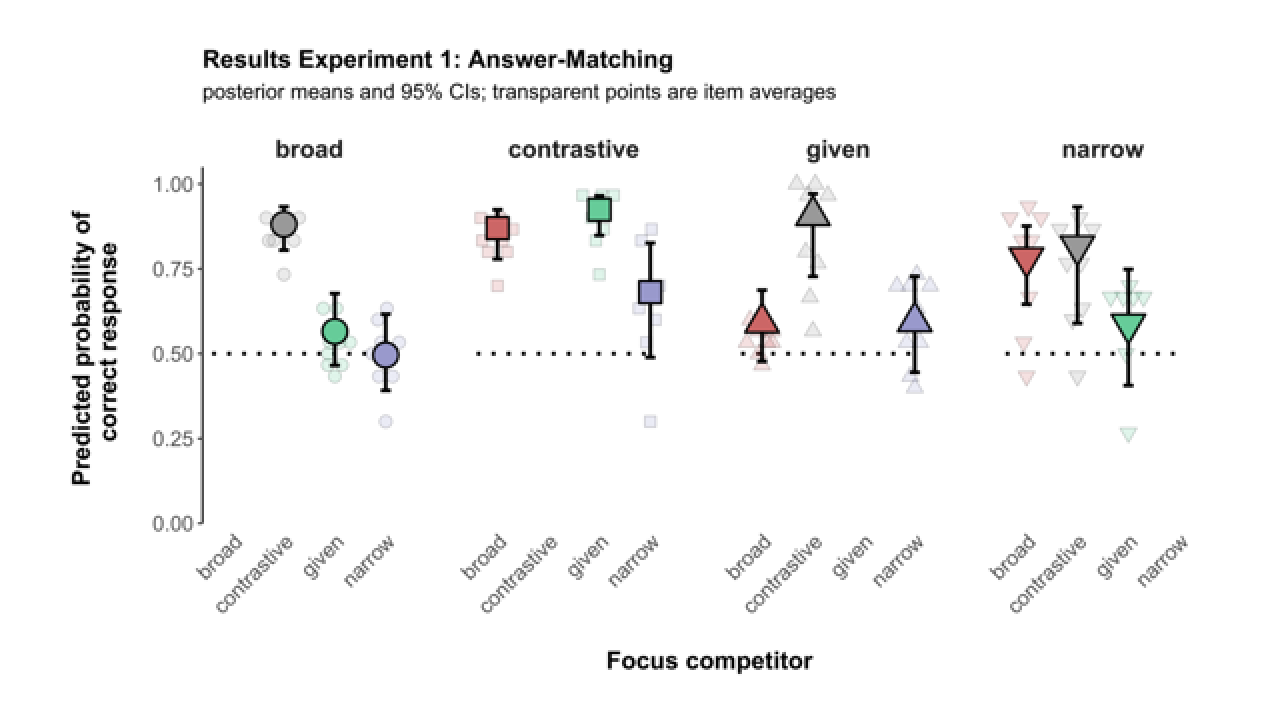 Results Experiment 1: Answer-Matching
posterior means and 95% CIs; transparent points are item averages
broad
contrastive
given
narrow
Predicted probability of
correct response
1.00
0.75
0.50
0.25
0.00
broad
contrastive
given
narrow
broad
contrastive
given
narrow
broad
contrastive
given
narrow
broad
contrastive
given
narrow
Focus competitor